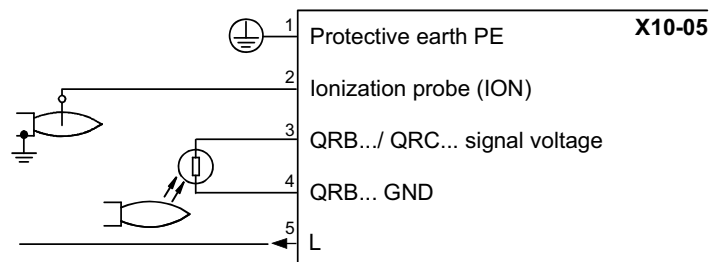 1 Protective earth PE X10-05
2 Ionization probe (ION)
3 QRB.../ QRC... signal voltage
4 QRB... GND
5 L